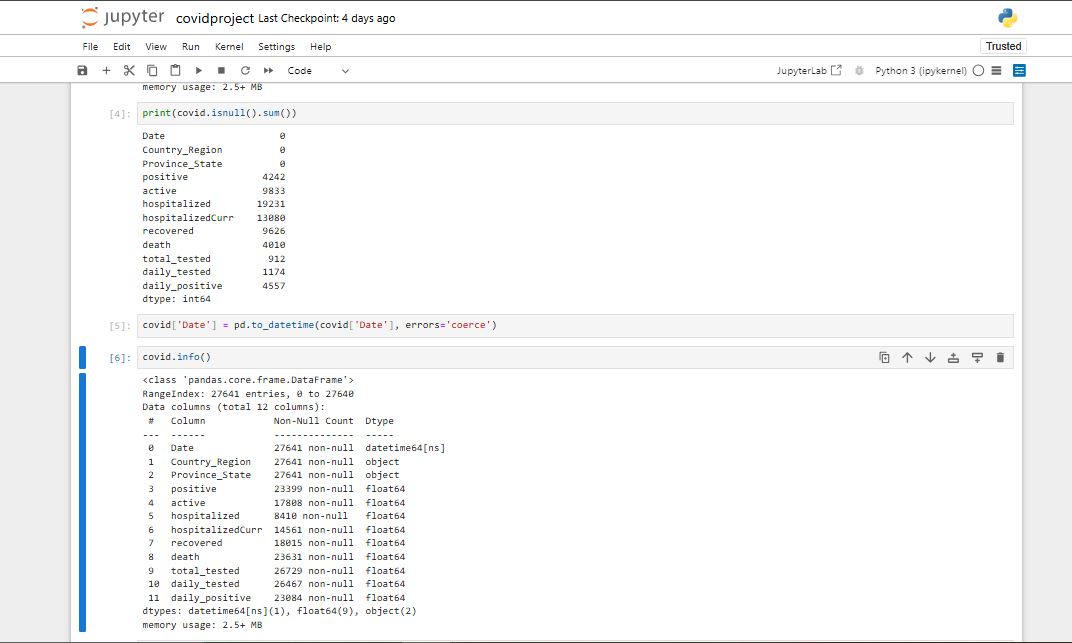 jupyter covidproject Last Checkpoint: 4 days ago
File Edit View Run Kernel Settings Help Trusted
Code JupyterLab Python 3 (ipykernel)
memory usage: 2.5+ MB
[4]: print(covid.isnull().sum())
Date 0
Country_Region 0
Province_State 0
positive 4242
active 9833
hospitalized 19231
hospitalizedCurr 13080
recovered 9626
death 4010
total_tested 912
daily_tested 1174
daily_positive 4557
dtype: int64
[5]: covid['Date'] = pd.to_datetime(covid['Date'], errors='coerce')
[6]: covid.info()
<class 'pandas.core.frame.DataFrame'>
RangeIndex: 27641 entries, 0 to 27640
Data columns (total 12 columns):
# Column Non-Null Count Dtype
--- ------ -------------- -----
0 Date 27641 non-null datetime64[ns]
1 Country_Region 27641 non-null object
2 Province_State 27641 non-null object
3 positive 23399 non-null float64
4 active 17808 non-null float64
5 hospitalized 8410 non-null float64
6 hospitalizedCurr 14561 non-null float64
7 recovered 18015 non-null float64
8 death 23631 non-null float64
9 total_tested 26729 non-null float64
10 daily_tested 26467 non-null float64
11 daily_positive 23084 non-null float64
dtypes: datetime64[ns](1), float64(9), object(2)
memory usage: 2.5+ MB